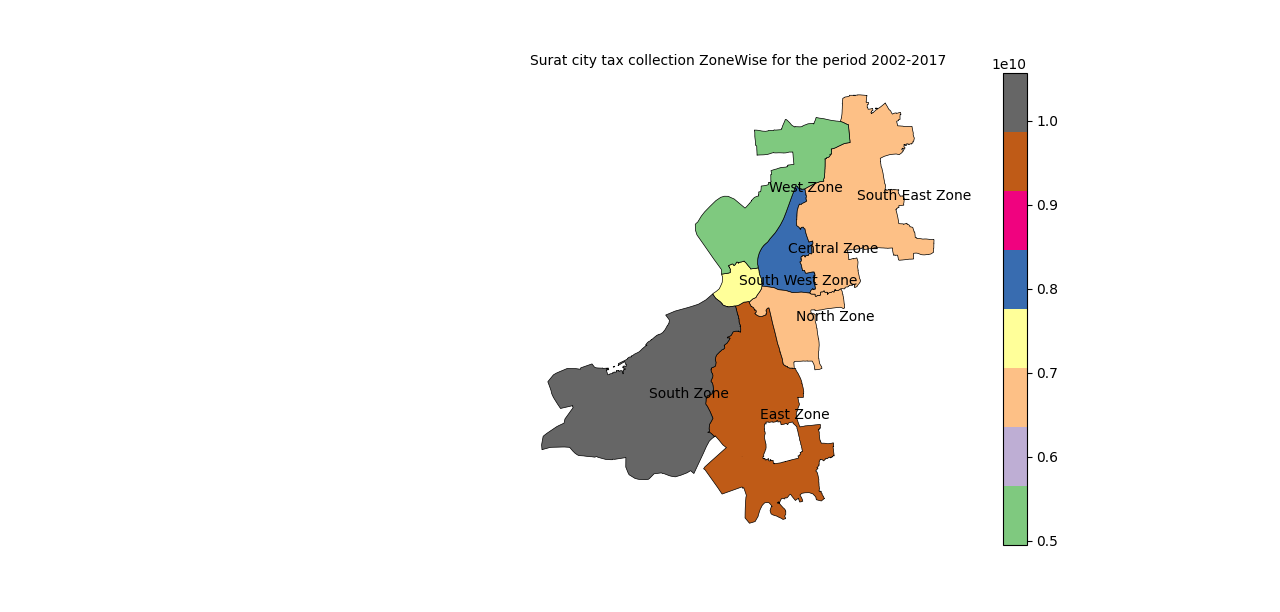 Surat city tax collection ZoneWise for the period 2002-2017
1e10
1.0
West Zone
South East Zone
0.9
Central Zone
South West Zone
0.8
North Zone
0.7
South Zone
East Zone
0.6
0.5